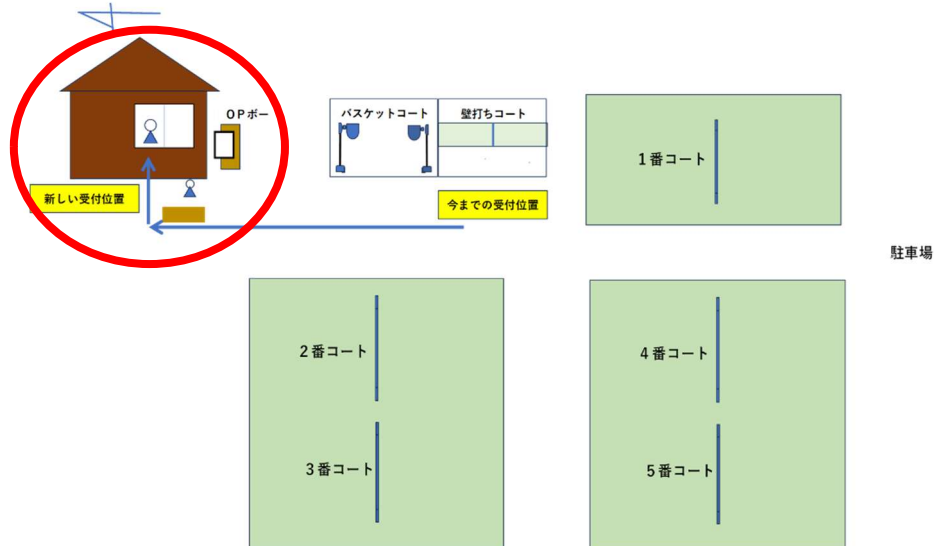 OPボー
バスケットコート
壁打ちコート
1番コート
新しい受付位置
今までの受付位置
駐車場
2番コート
4番コート
3番コート
5番コート